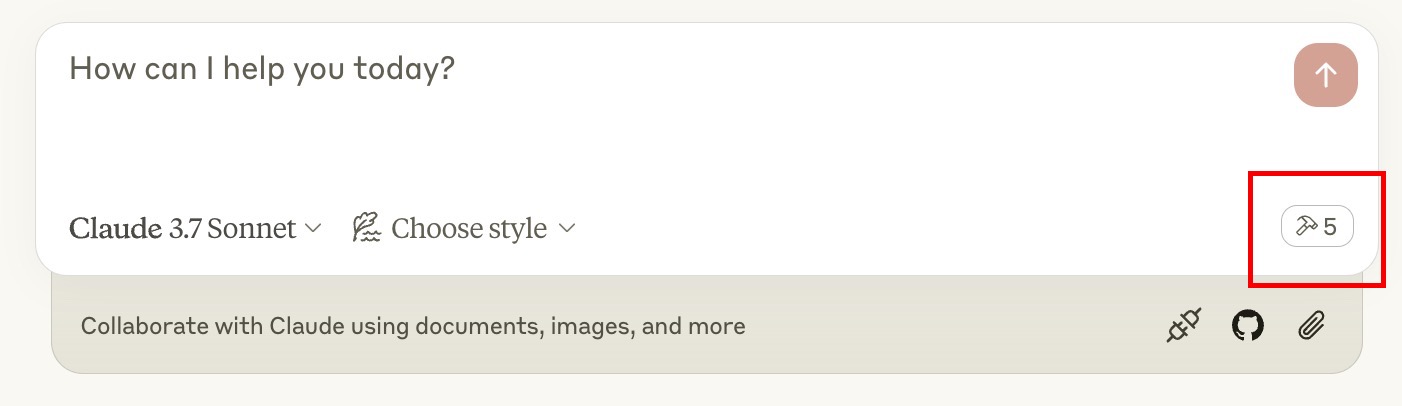 How can I help you today?
Claude 3.7 Sonnet Choose style 5
Collaborate with Claude using documents, images, and more